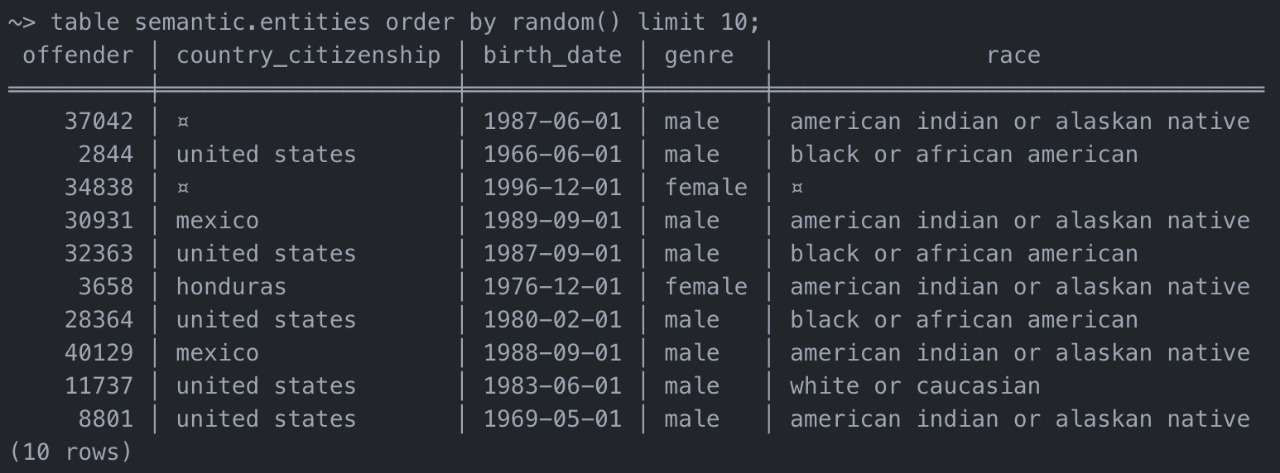 ~> table semantic.entities order by random() limit 10;
offender | country_citizenship | birth_date | genre | race
37042 | ¤ | 1987-06-01 | male | american indian or alaskan native
2844 | united states | 1966-06-01 | male | black or african american
34838 | ¤ | 1996-12-01 | female | ¤
30931 | mexico | 1989-09-01 | male | american indian or alaskan native
32363 | united states | 1987-09-01 | male | black or african american
3658 | honduras | 1976-12-01 | female | american indian or alaskan native
28364 | united states | 1980-02-01 | male | black or african american
40129 | mexico | 1988-09-01 | male | american indian or alaskan native
11737 | united states | 1983-06-01 | male | white or caucasian
8801 | united states | 1969-05-01 | male | american indian or alaskan native
(10 rows)